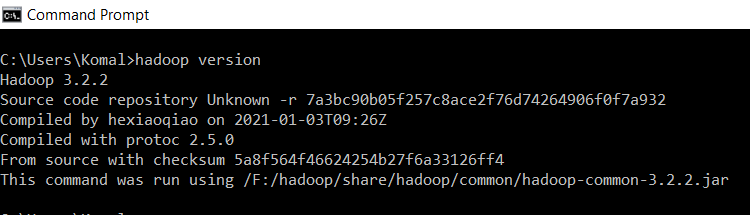 Command Prompt
C:\Users\Komal>hadoop version
Hadoop 3.2.2
Source code repository Unknown -r 7a3bc90b05f257c8ace2f76d74264906f0f7a932
Compiled by hexiaoqiao on 2021-01-03T09:26Z
Compiled with protoc 2.5.0
From source with checksum 5a8f564f46624254b27f6a33126ff4
This command was run using /F:/hadoop/share/hadoop/common/hadoop-common-3.2.2.jar